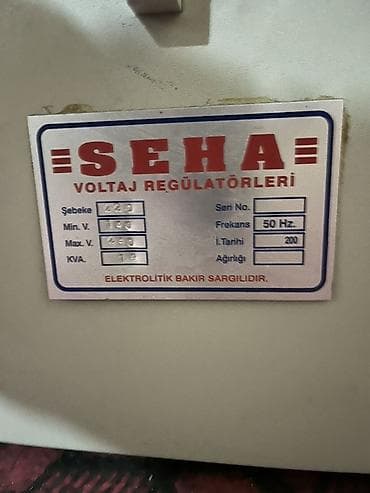 SEHA
VOLTAJ REGÜLATÖRLERİ
Şebeke 220 Seri No.
Min. V. Frekans 50 Hz.
Max. V. İ.Tarihi 200
KVA. Ağırlığı
ELEKTROLİTİK BAKIR SARGILIDIR.